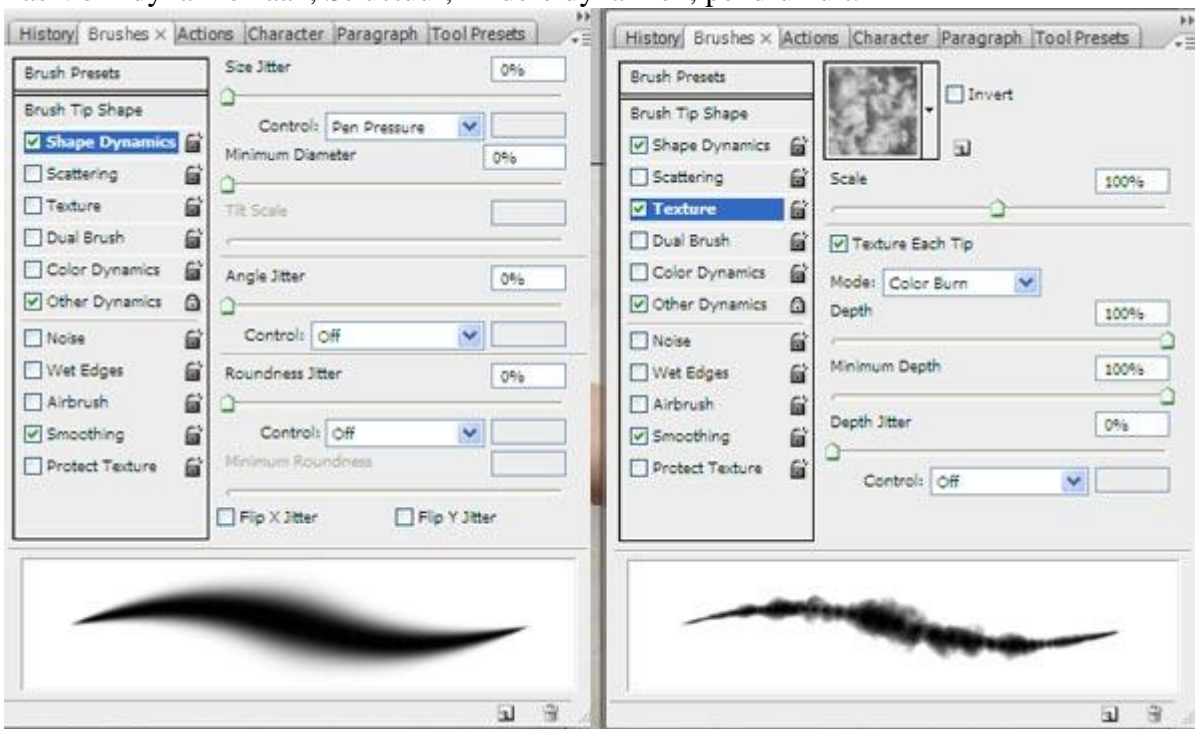 History Brushes × Actions Character Paragraph Tool Presets
Brush Presets
Brush Tip Shape
Shape Dynamics
Scattering
Texture
Dual Brush
Color Dynamics
Other Dynamics
Noise
Wet Edges
Airbrush
Smoothing
Protect Texture
Size Jitter 0%
Control: Pen Pressure
Minimum Diameter 0%
Tilt Scale
Angle Jitter 0%
Control: Off
Roundness Jitter 0%
Control: Off
Minimum Roundness
Flip X Jitter Flip Y Jitter
History Brushes × Actions Character Paragraph Tool Presets
Brush Presets
Brush Tip Shape
Shape Dynamics
Scattering
Texture
Dual Brush
Color Dynamics
Other Dynamics
Noise
Wet Edges
Airbrush
Smoothing
Protect Texture
Invert
Scale 100%
Texture Each Tip
Mode: Color Burn
Depth 100%
Minimum Depth 100%
Depth Jitter 0%
Control: Off